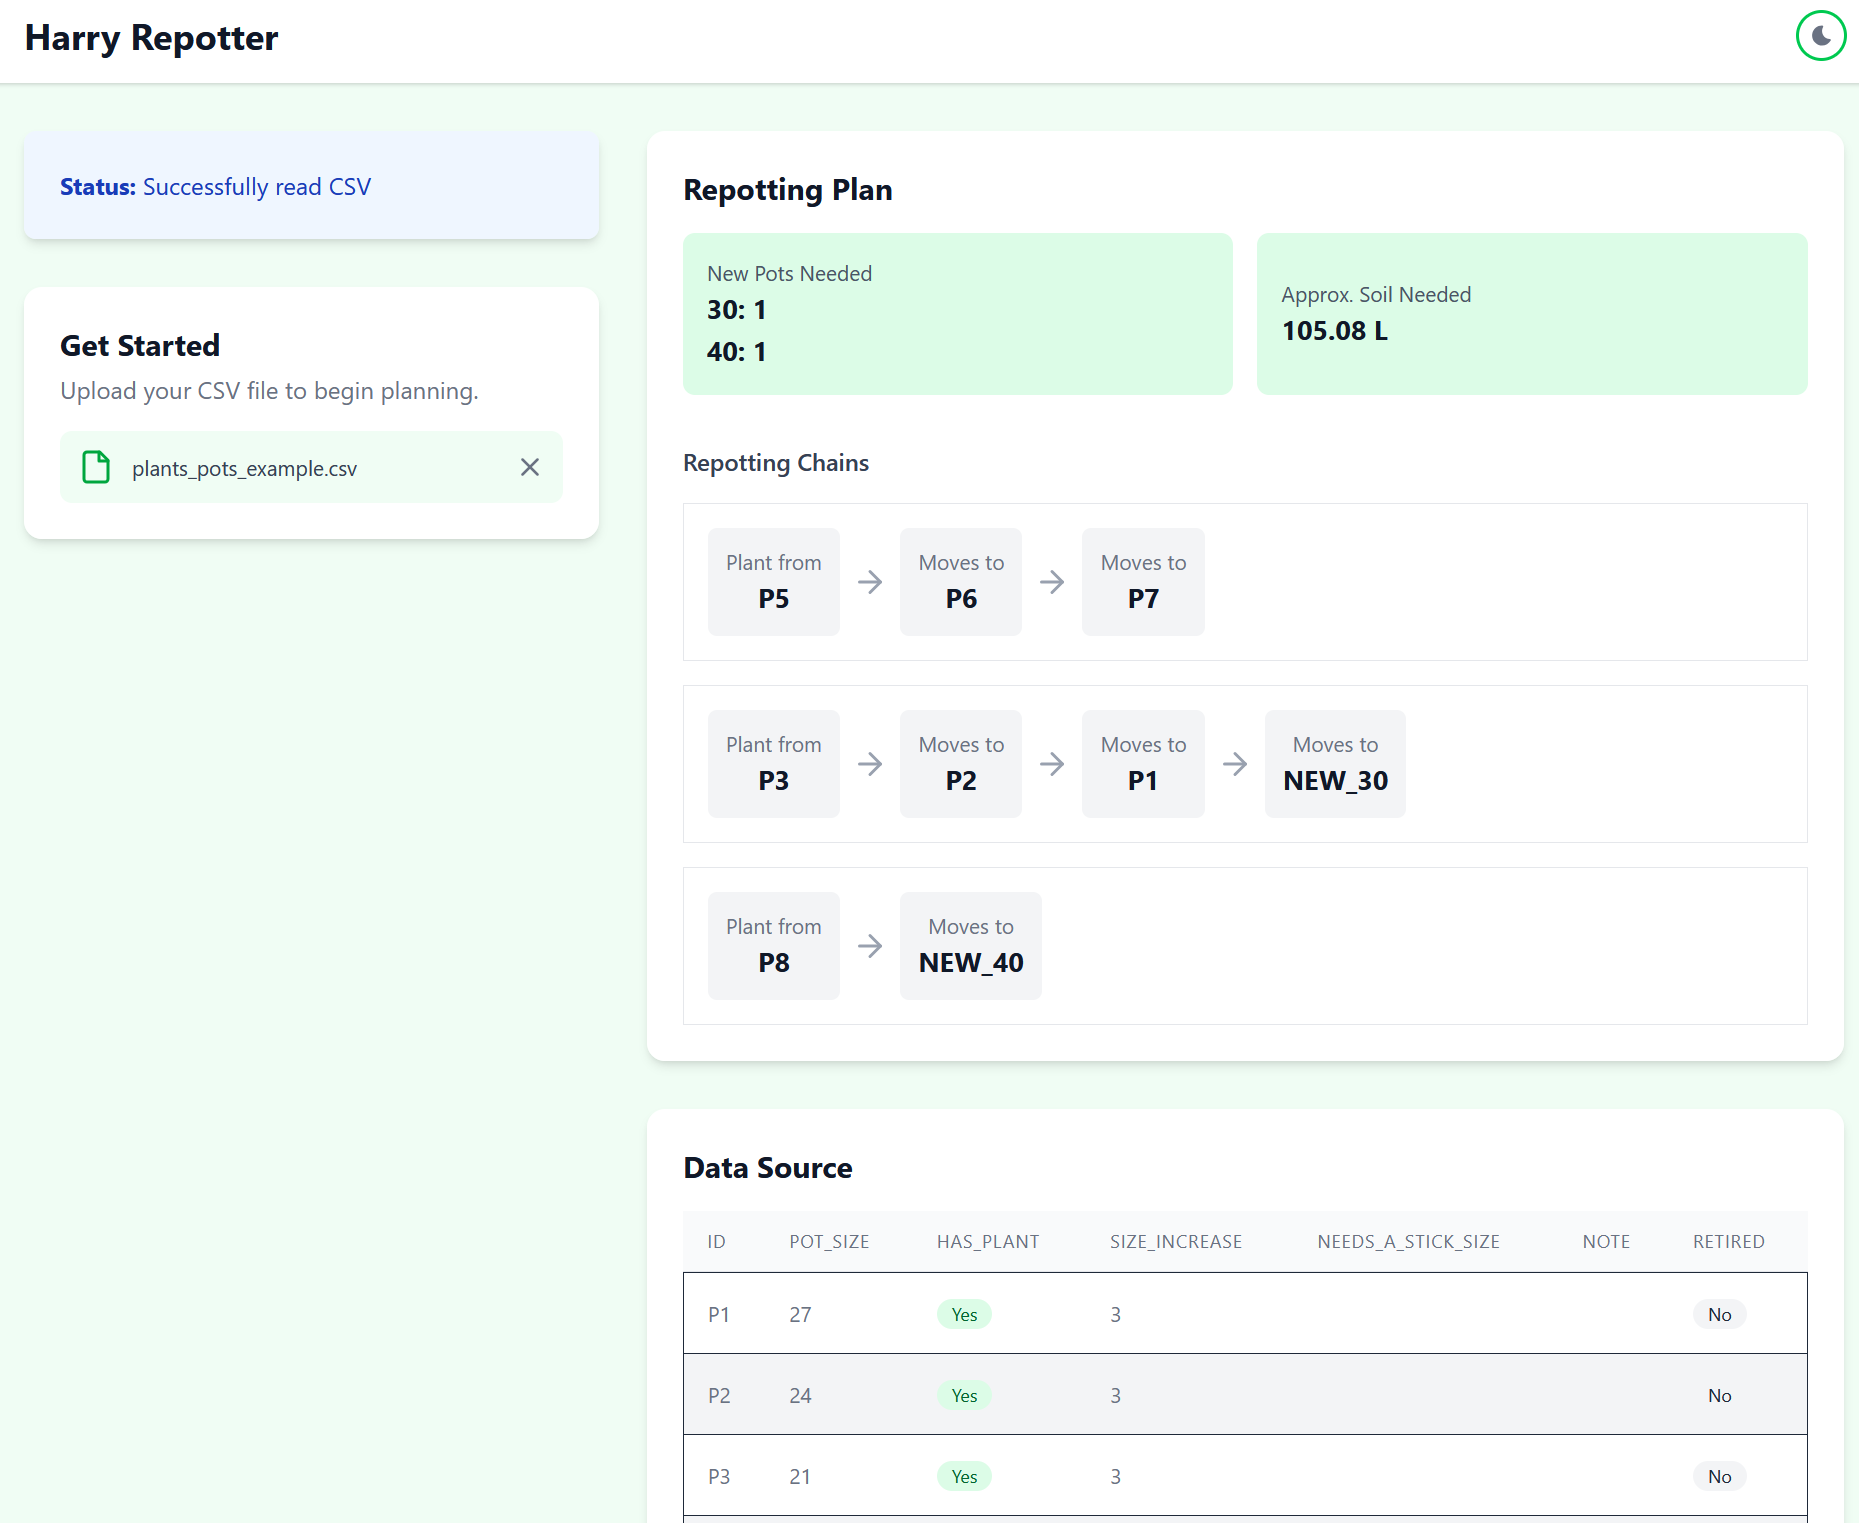 Harry Repotter
Status: Successfully read CSV
Get Started
Upload your CSV file to begin planning.
plants_pots_example.csv
Repotting Plan
New Pots Needed
30: 1
40: 1
Approx. Soil Needed
105.08 L
Repotting Chains
Plant from
P5
Moves to
P6
Moves to
P7
Plant from
P3
Moves to
P2
Moves to
P1
Moves to
NEW_30
Plant from
P8
Moves to
NEW_40
Data Source
ID POT_SIZE HAS_PLANT SIZE_INCREASE NEEDS_A_STICK_SIZE NOTE RETIRED
P1 27 Yes 3 No
P2 24 Yes 3 No
P3 21 Yes 3 No